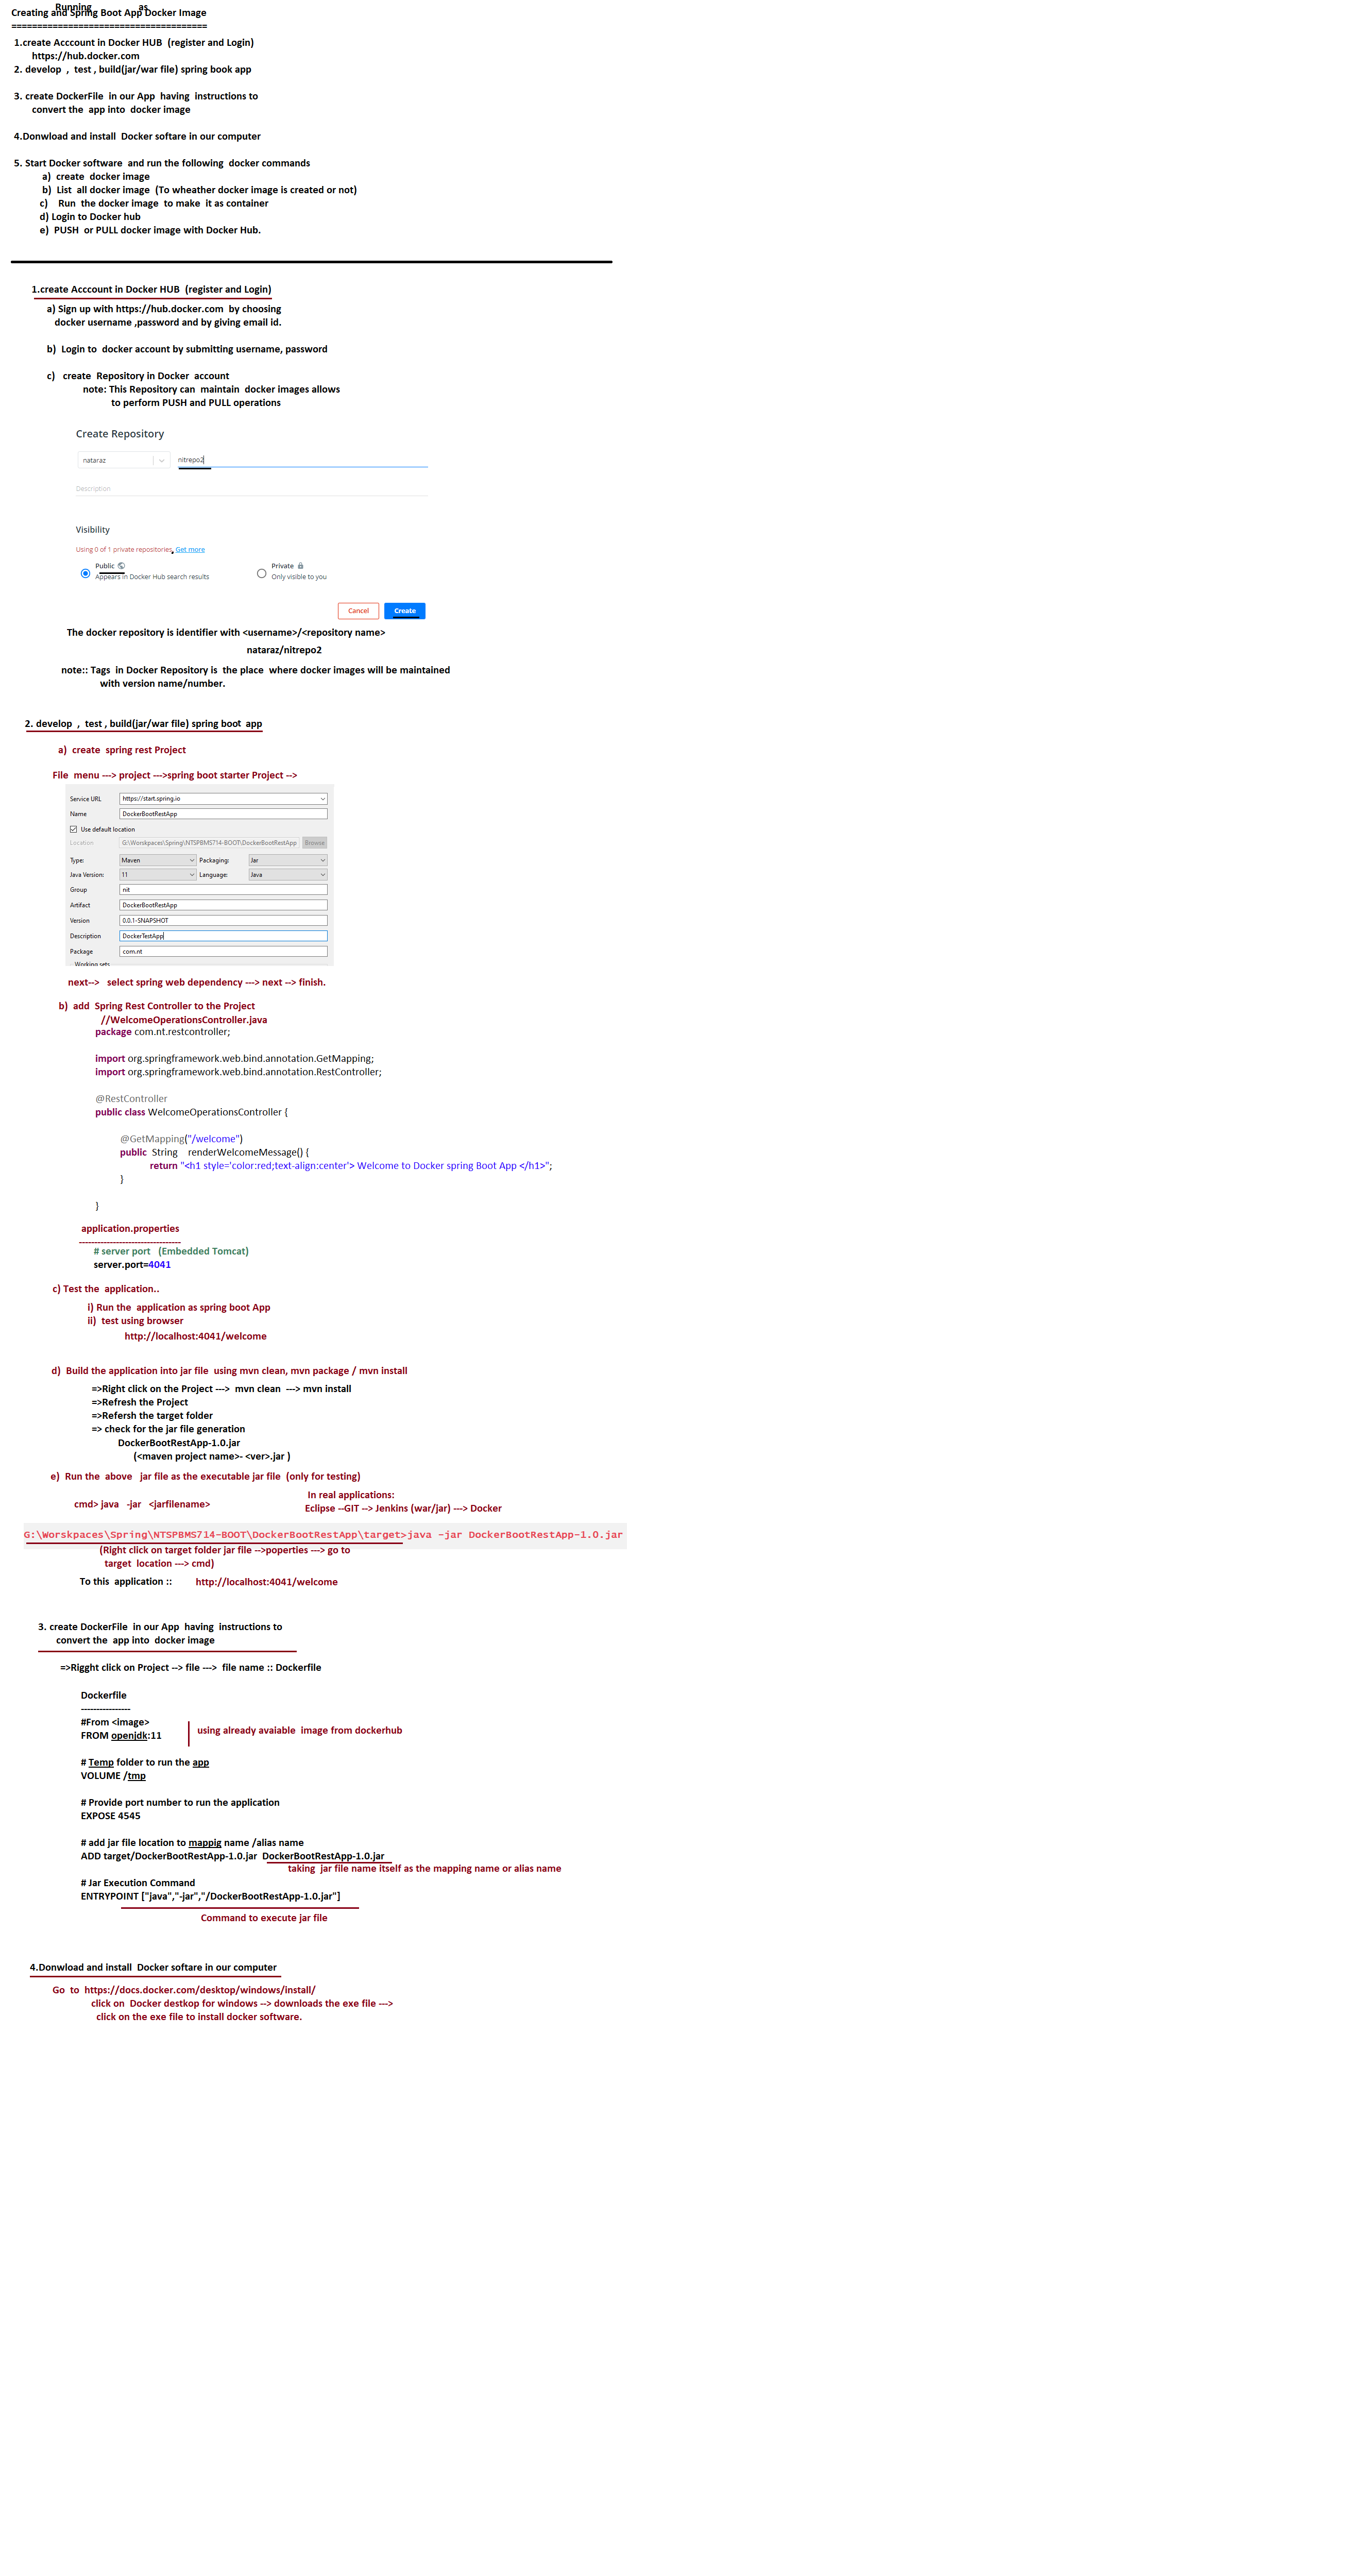 Running as
Creating and Spring Boot App Docker Image
======================================
1.create Acccount in Docker HUB (register and Login)
https://hub.docker.com
2. develop , test , build(jar/war file) spring book app
3. create DockerFile in our App having instructions to
convert the app into docker image
4.Donwload and install Docker softare in our computer
5. Start Docker software and run the following docker commands
a) create docker image
b) List all docker image (To wheather docker image is created or not)
c) Run the docker image to make it as container
d) Login to Docker hub
e) PUSH or PULL docker image with Docker Hub.
1.create Acccount in Docker HUB (register and Login)
a) Sign up with https://hub.docker.com by choosing
docker username ,password and by giving email id.
b) Login to docker account by submitting username, password
c) create Repository in Docker account
note: This Repository can maintain docker images allows
to perform PUSH and PULL operations
Create Repository
nataraz nitrepo2
Description
Visibility
Using 0 of 1 private repositories. Get more
Public Private
Appears in Docker Hub search results Only visible to you
Cancel Create
The docker repository is identifier with <username>/<repository name>
nataraz/nitrepo2
note:: Tags in Docker Repository is the place where docker images will be maintained
with version name/number.
2. develop , test , build(jar/war file) spring boot app
a) create spring rest Project
File menu ---> project --->spring boot starter Project -->
Service URL https://start.spring.io
Name DockerBootRestApp
Use default location
Location G:\Worskpaces\Spring\NTSPBMS714-BOOT\DockerBootRestApp Browse
Type: Maven Packaging: Jar
Java Version: 11 Language: Java
Group nit
Artifact DockerBootRestApp
Version 0.0.1-SNAPSHOT
Description DockerTestApp
Package com.nt
Working sets
next--> select spring web dependency ---> next --> finish.
b) add Spring Rest Controller to the Project
//WelcomeOperationsController.java
package com.nt.restcontroller;
import org.springframework.web.bind.annotation.GetMapping;
import org.springframework.web.bind.annotation.RestController;
@RestController
public class WelcomeOperationsController {
@GetMapping("/welcome")
public String renderWelcomeMessage() {
return "<h1 style='color:red;text-align:center'> Welcome to Docker spring Boot App </h1>";
}
}
application.properties
---------------------------------
# server port (Embedded Tomcat)
server.port=4041
c) Test the application..
i) Run the application as spring boot App
ii) test using browser
http://localhost:4041/welcome
d) Build the application into jar file using mvn clean, mvn package / mvn install
=>Right click on the Project ---> mvn clean ---> mvn install
=>Refresh the Project
=>Refersh the target folder
=> check for the jar file generation
DockerBootRestApp-1.0.jar
(<maven project name>- <ver>.jar )
e) Run the above jar file as the executable jar file (only for testing)
cmd> java -jar <jarfilename>
In real applications:
Eclipse --GIT --> Jenkins (war/jar) ---> Docker
G:\Worskpaces\Spring\NTSPBMS714-BOOT\DockerBootRestApp\target>java -jar DockerBootRestApp-1.0.jar
(Right click on target folder jar file -->poperties ---> go to
target location ---> cmd)
To this application :: http://localhost:4041/welcome
3. create DockerFile in our App having instructions to
convert the app into docker image
=>Rigght click on Project --> file ---> file name :: Dockerfile
Dockerfile
----------------
#From <image>
FROM openjdk:11
using already avaiable image from dockerhub
# Temp folder to run the app
VOLUME /tmp
# Provide port number to run the application
EXPOSE 4545
# add jar file location to mappig name /alias name
ADD target/DockerBootRestApp-1.0.jar DockerBootRestApp-1.0.jar
taking jar file name itself as the mapping name or alias name
# Jar Execution Command
ENTRYPOINT ["java","-jar","/DockerBootRestApp-1.0.jar"]
Command to execute jar file
4.Donwload and install Docker softare in our computer
Go to https://docs.docker.com/desktop/windows/install/
click on Docker destkop for windows --> downloads the exe file --->
click on the exe file to install docker software.